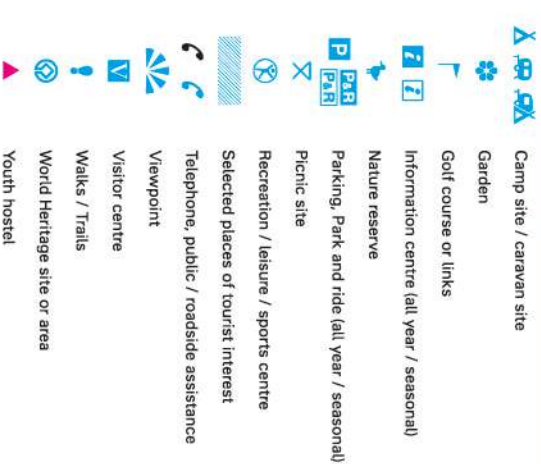 Camp site / caravan site
Garden
Golf course or links
i i Information centre (all year / seasonal)
Nature reserve
P P&R P&R Parking, Park and ride (all year / seasonal)
Picnic site
Recreation / leisure / sports centre
Selected places of tourist interest
Telephone, public / roadside assistance
Viewpoint
V Visitor centre
Walks / Trails
World Heritage site or area
Youth hostel